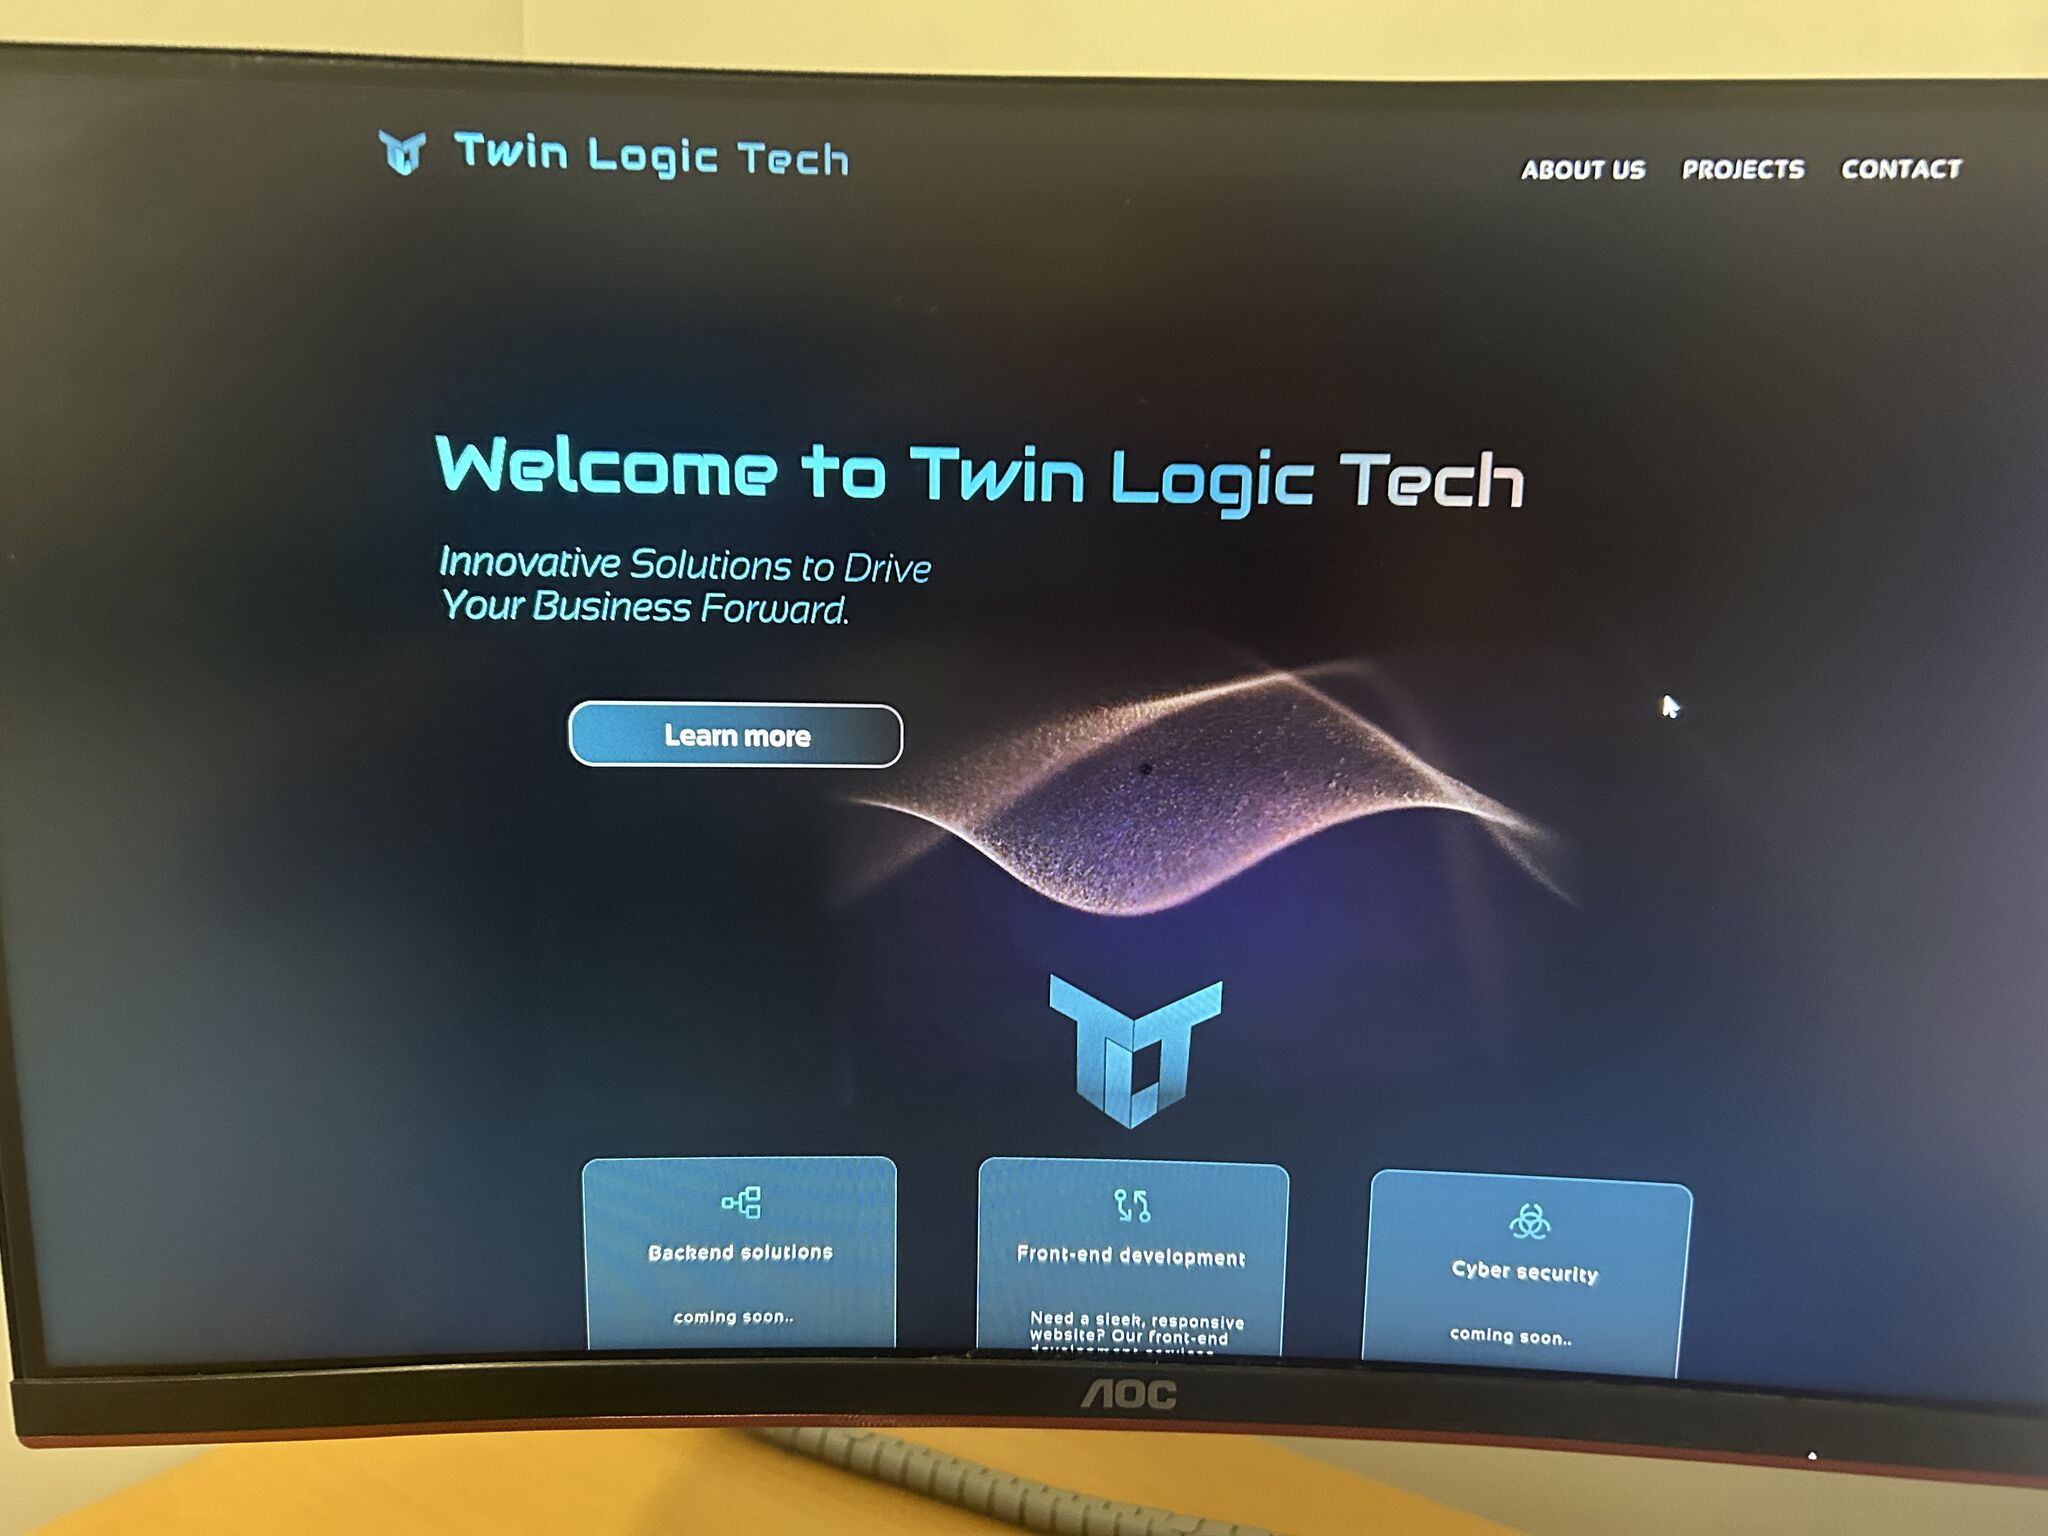 Twin Logic Tech
ABOUT US PROJECTS CONTACT
Welcome to Twin Logic Tech
Innovative Solutions to Drive
Your Business Forward.
Learn more
Backend solutions
coming soon..
Front-end development
Need a sleek, responsive
website? Our front-end
development services
Cyber security
coming soon..
AOC